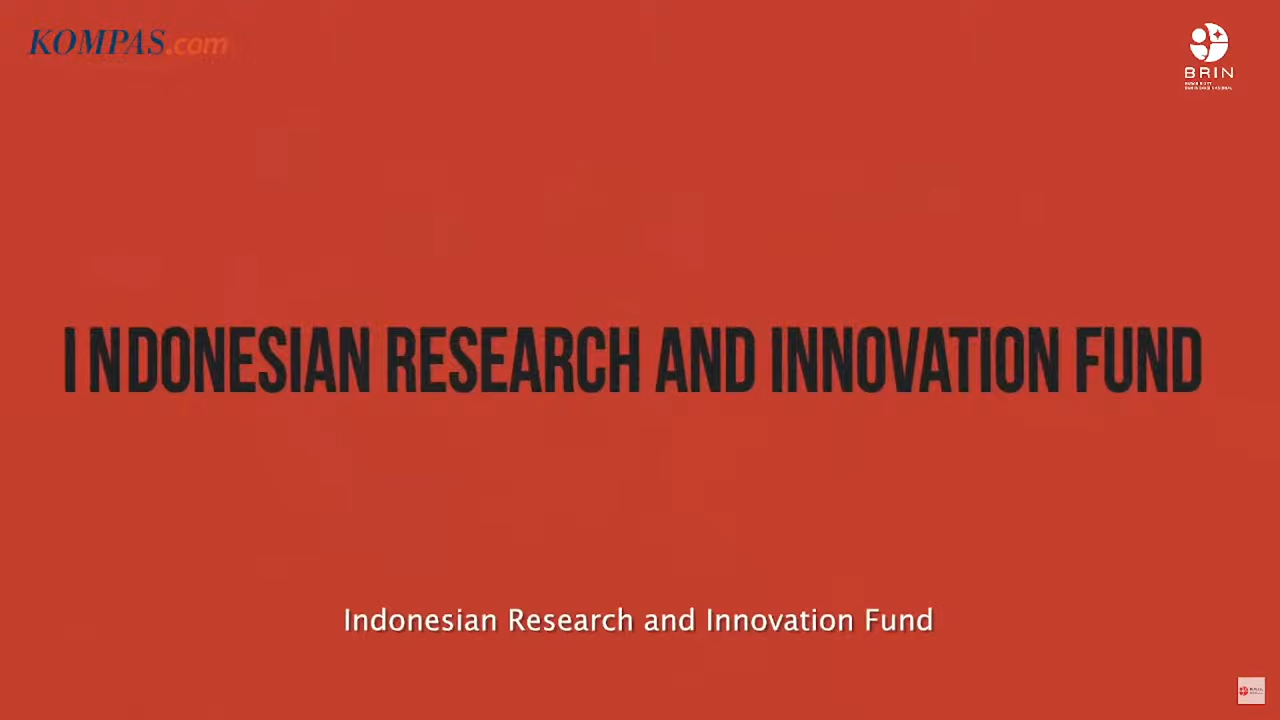 KOMPAS.com
BRIN
INDONESIAN RESEARCH AND INNOVATION FUND
Indonesian Research and Innovation Fund